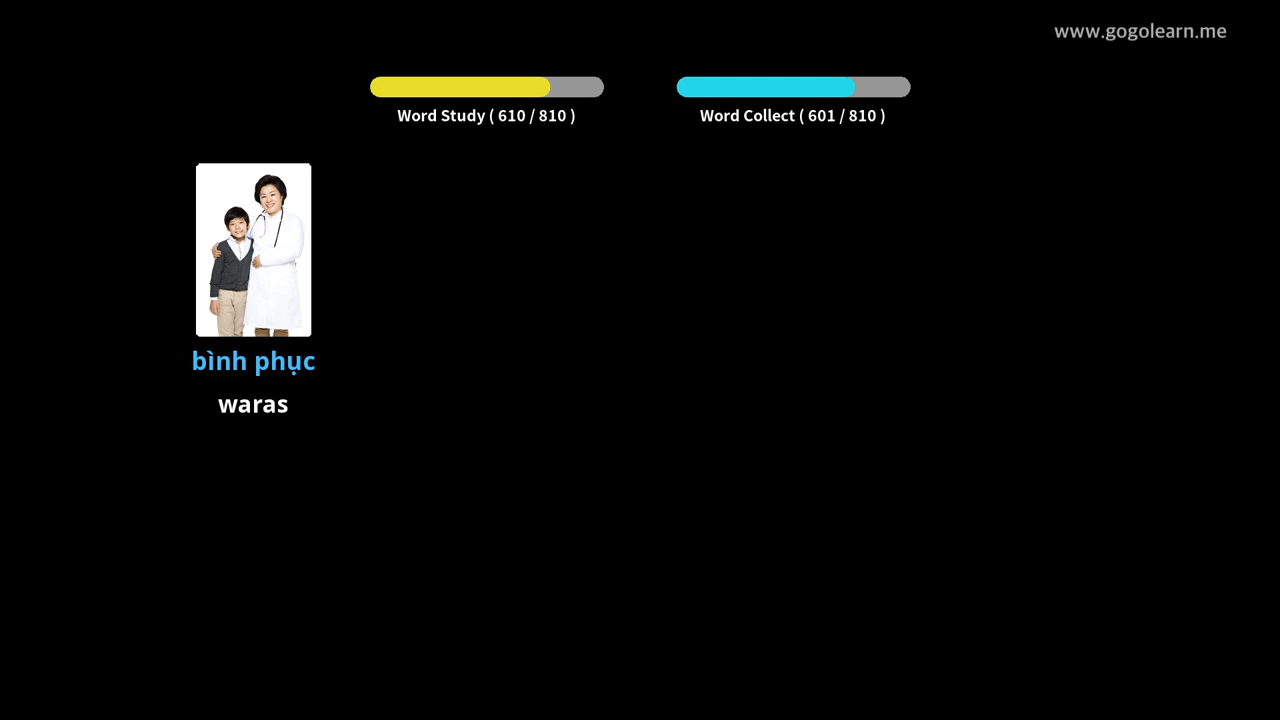 www.gogolearn.me
Word Study ( 610 / 810 )
Word Collect ( 601 / 810 )
bình phục
waras